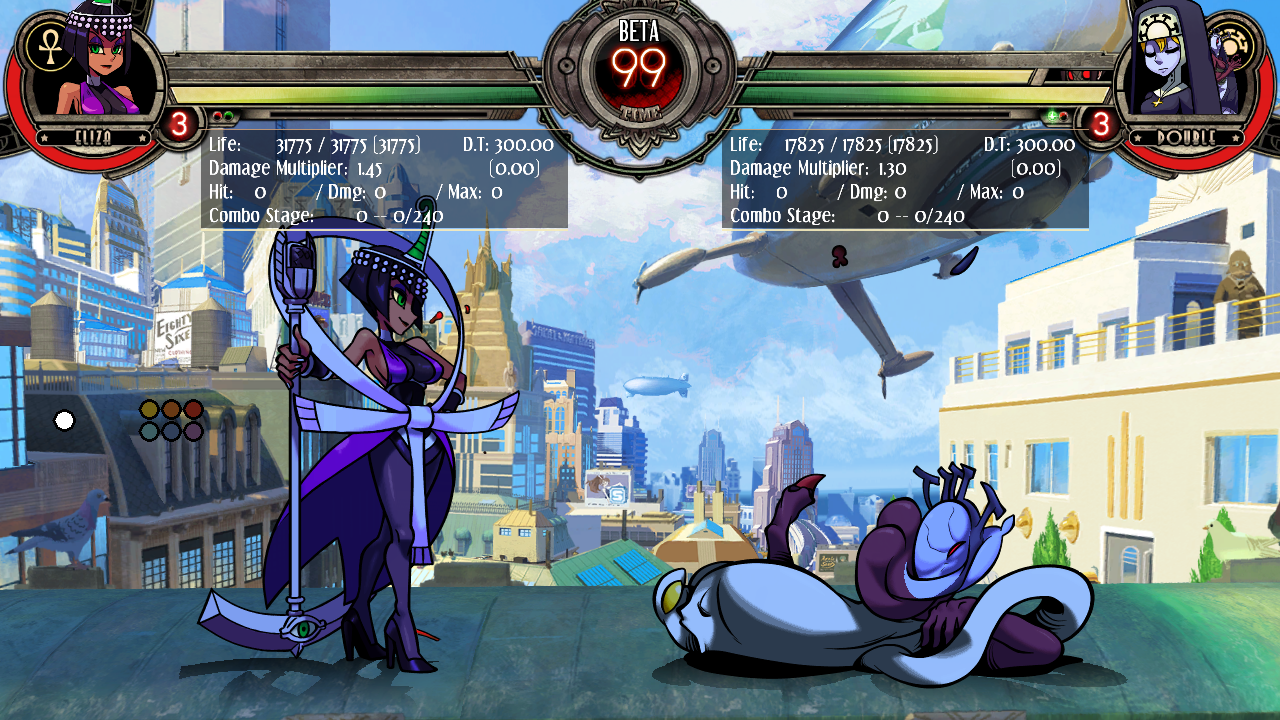 BETA
99
TIME
ELIZA
3
3
DOUBLE
Life: 31775 / 31775 [31775] D.T: 300.00
Damage Multiplier: 1.45 [0.00]
Hit: 0 / Dmg: 0 / Max: 0
Combo Stage: 0 -- 0/240
Life: 17825 / 17825 [17825] D.T: 300.00
Damage Multiplier: 1.30 [0.00]
Hit: 0 / Dmg: 0 / Max: 0
Combo Stage: 0 -- 0/240
EIGHTY
SIXE
S